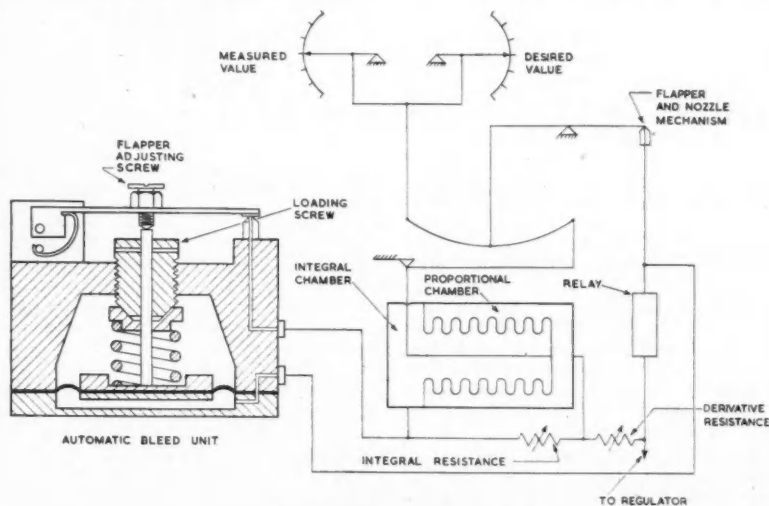 MEASURED
VALUE
DESIRED
VALUE
FLAPPER
AND NOZZLE
MECHANISM
FLAPPER
ADJUSTING
SCREW
LOADING
SCREW
INTEGRAL
CHAMBER
PROPORTIONAL
CHAMBER
RELAY
DERIVATIVE
RESISTANCE
AUTOMATIC BLEED UNIT
INTEGRAL RESISTANCE
TO REGULATOR